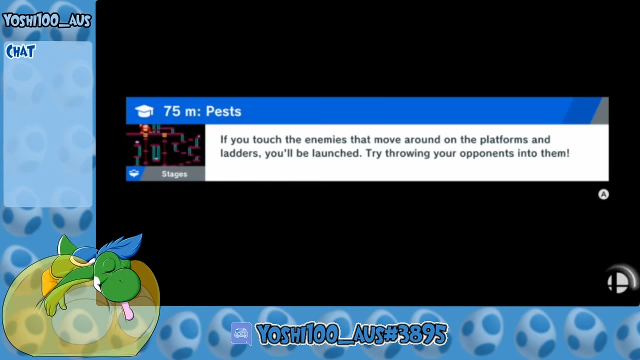 Yoshi100_Aus
Chat
75 m: Pests
If you touch the enemies that move around on the platforms and
ladders, you'll be launched. Try throwing your opponents into them!
Stages
A
Yoshi100_Aus#3895